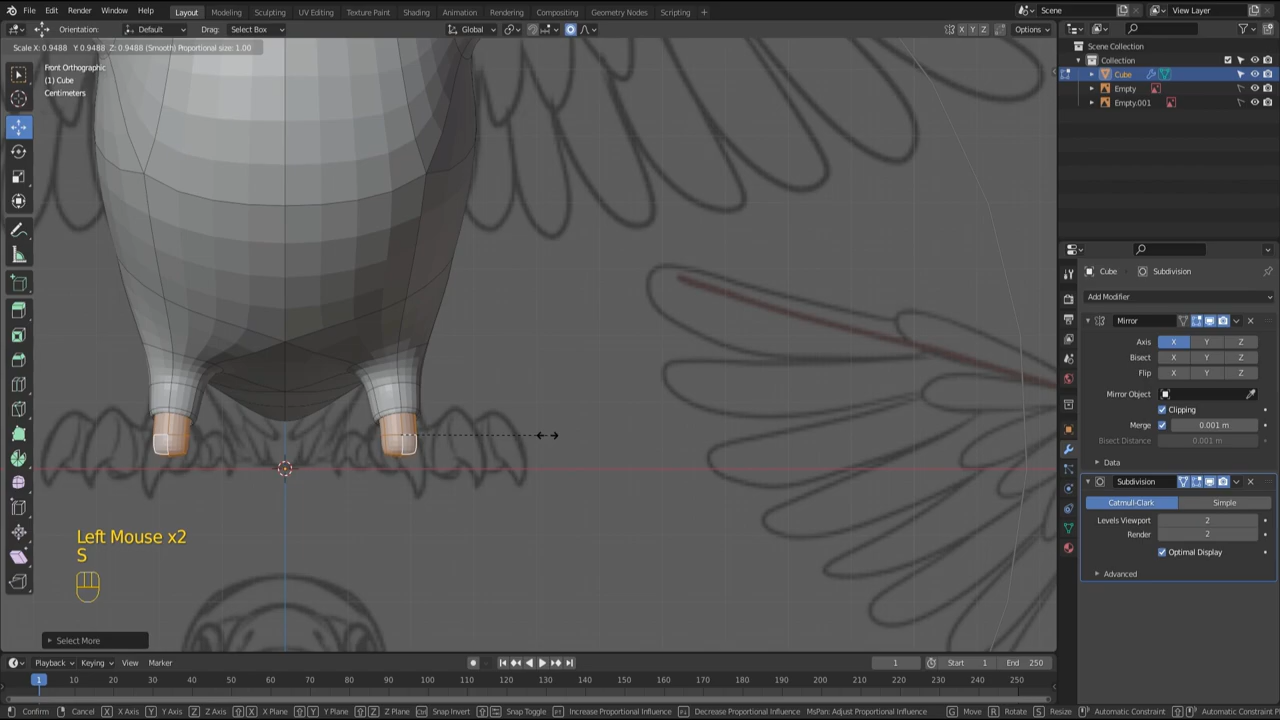 File Edit Render Window Help Layout Modeling Sculpting UV Editing Texture Paint Shading Animation Rendering Compositing Geometry Nodes Scripting Scene View Layer
Orientation: Default Drag: Select Box Global X Y Z Options
Scale X: 0.9488 Y: 0.9488 Z: 0.9488 (Smooth) Proportional size: 1.00
Front Orthographic
(1) Cube
Centimeters
Left Mouse x2
S
Select More
Scene Collection
Collection
Cube
Empty
Empty.001
Cube Subdivision
Add Modifier
Mirror
Axis X Y Z
Bisect X Y Z
Flip X Y Z
Mirror Object
Clipping
Merge 0.001 m
Bisect Distance 0.001 m
Data
Subdivision
Catmull-Clark Simple
Levels Viewport 2
Render 2
Optimal Display
Advanced
Playback Keying View Marker 1 Start 1 End 250
1 10 20 30 40 50 60 70 80 90 100 110 120 130 140 150 160 170 180 190 200 210 220 230 240 250
Confirm Cancel X X Axis Y Y Axis Z Z Axis X X Plane Y Y Plane Z Z Plane Snap Invert Snap Toggle Increase Proportional Influence Decrease Proportional Influence MsPan: Adjust Proportional Influence G Move R Rotate S Resize Automatic Constraint Automatic Constraint